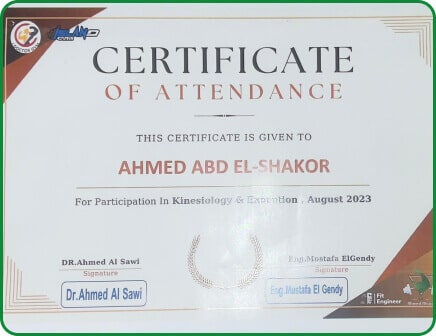 CERTIFICATE
OF ATTENDANCE
THIS CERTIFICATE IS GIVEN TO
AHMED ABD EL-SHAKOR
For Participation In Kinesiology & Execution . August 2023
DR.Ahmed Al Sawi
Signature
Dr.Ahmed Al Sawi
Eng.Mostafa ElGendy
Signature
Eng.Mustafa El Gendy
Fit
Engineer